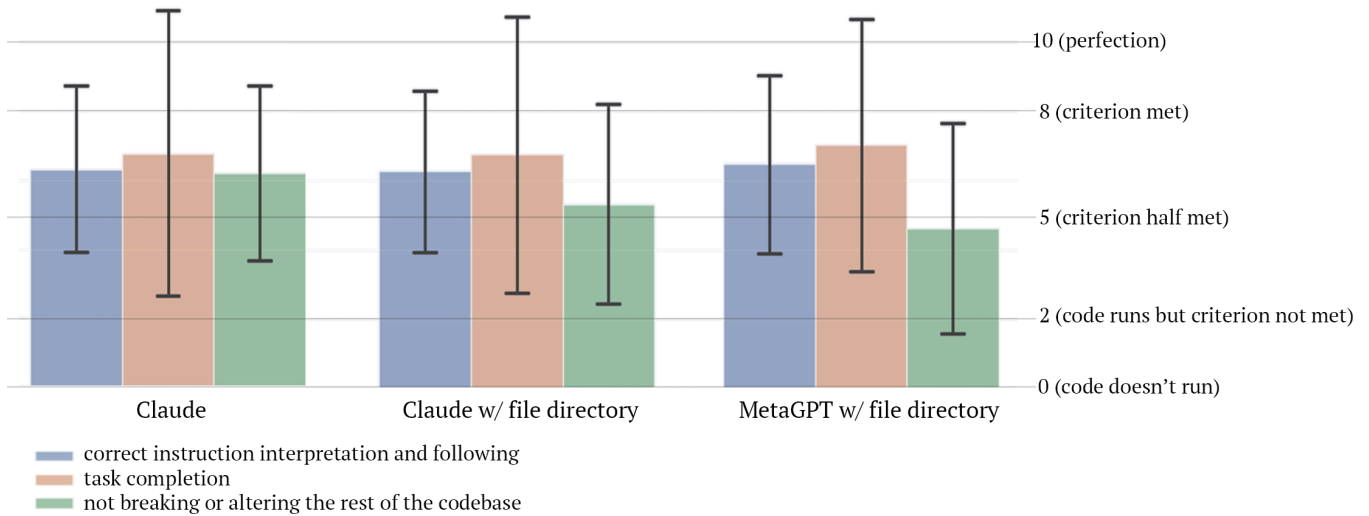 10 (perfection)
8 (criterion met)
5 (criterion half met)
2 (code runs but criterion not met)
0 (code doesn’t run)
Claude
Claude w/ file directory
MetaGPT w/ file directory
correct instruction interpretation and following
task completion
not breaking or altering the rest of the codebase